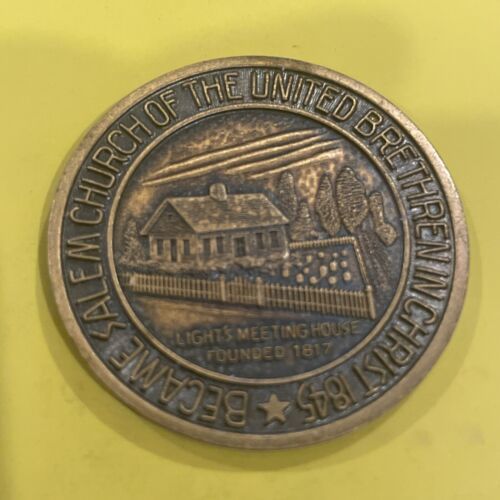 BECAME SALEM CHURCH OF THE UNITED BRETHREN IN CHRIST 1845
LIGHT'S MEETING HOUSE
FOUNDED 1817